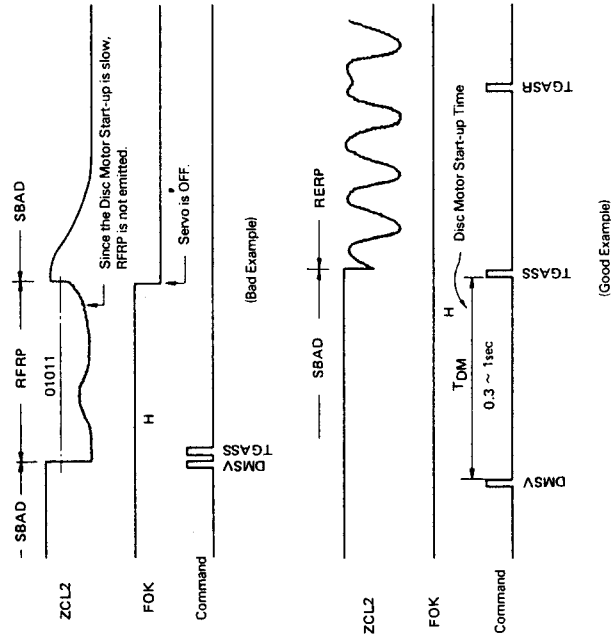 SBAD
RFRP
SBAD
ZCL2
01011
Since the Disc Motor Start-up is slow,
RFRP is not emitted.
FOK
H
Servo is OFF.
Command
DMSV
TGASS
(Bad Example)
SBAD
RERP
ZCL2
FOK
H
Disc Motor Start-up Time
TDM
0.3 ~ 1sec
Command
DMSV
TGASS
TGASR
(Good Example)